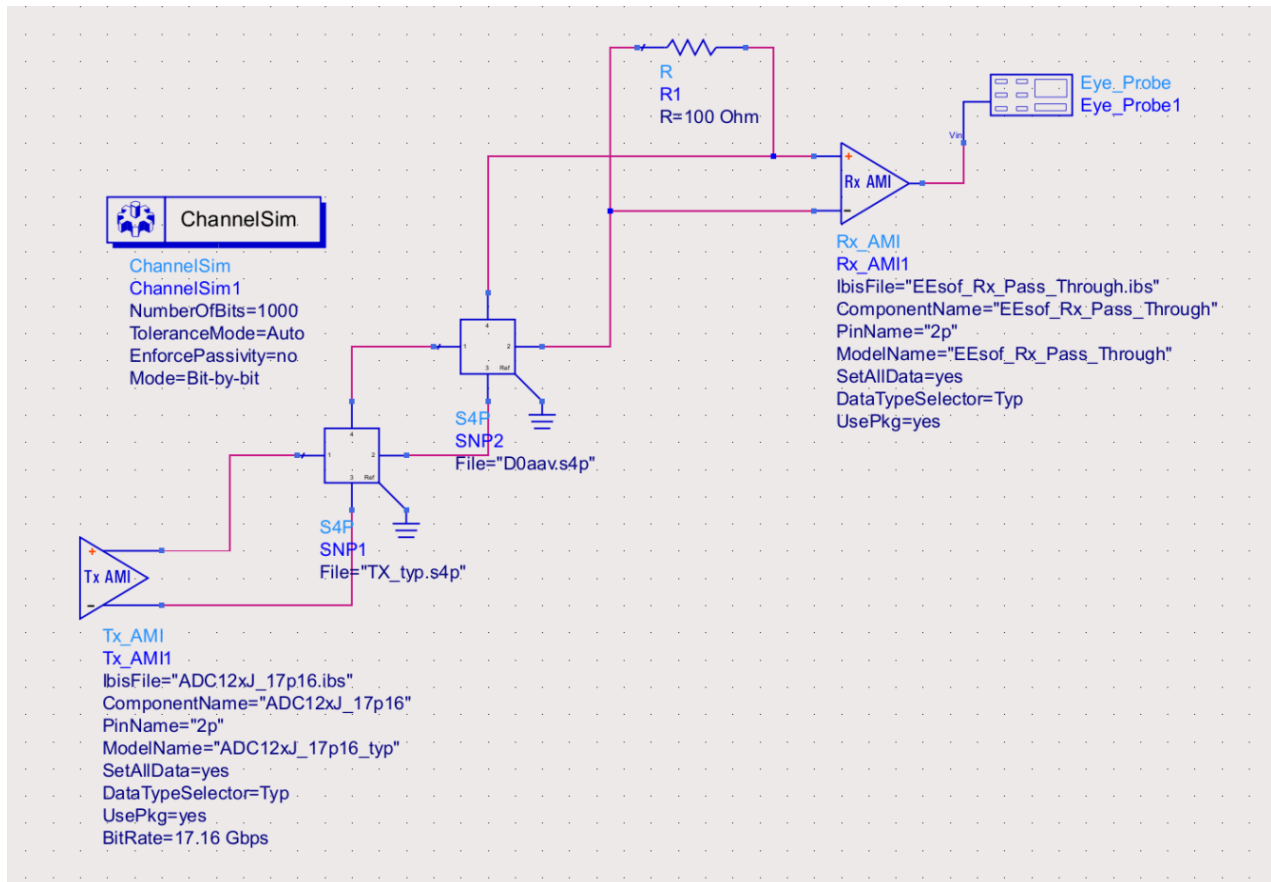 R
R1
R=100 Ohm
Eye_Probe
Eye_Probe1
Vin
+
Rx AMI
−
ChannelSim
ChannelSim
ChannelSim1
NumberOfBits=1000
ToleranceMode=Auto
EnforcePassivity=no
Mode=Bit-by-bit
Rx_AMI
Rx_AMI1
IbisFile="EEsof_Rx_Pass_Through.ibs"
ComponentName="EEsof_Rx_Pass_Through"
PinName="2p"
ModelName="EEsof_Rx_Pass_Through"
SetAllData=yes
DataTypeSelector=Typ
UsePkg=yes
4
1
2
3 Ref
S4P
SNP2
File="D0aav.s4p"
4
1
2
3 Ref
S4P
SNP1
File="TX_typ.s4p"
+
Tx AMI
−
Tx_AMI
Tx_AMI1
IbisFile="ADC12xJ_17p16.ibs"
ComponentName="ADC12xJ_17p16"
PinName="2p"
ModelName="ADC12xJ_17p16_typ"
SetAllData=yes
DataTypeSelector=Typ
UsePkg=yes
BitRate=17.16 Gbps